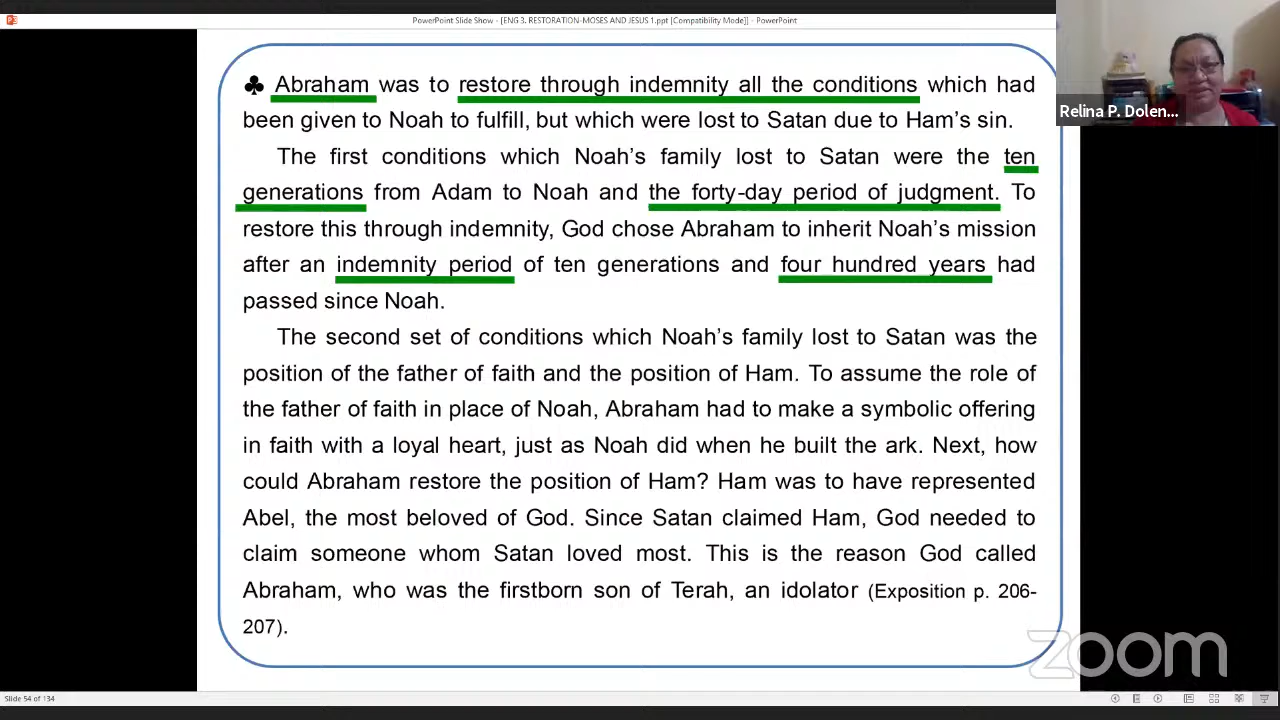 PowerPoint Slide Show - [ENG 3. RESTORATION-MOSES AND JESUS 1.ppt [Compatibility Mode]] - PowerPoint
♣ Abraham was to restore through indemnity all the conditions which had
been given to Noah to fulfill, but which were lost to Satan due to Ham's sin.
The first conditions which Noah's family lost to Satan were the ten
generations from Adam to Noah and the forty-day period of judgment. To
restore this through indemnity, God chose Abraham to inherit Noah's mission
after an indemnity period of ten generations and four hundred years had
passed since Noah.
The second set of conditions which Noah's family lost to Satan was the
position of the father of faith and the position of Ham. To assume the role of
the father of faith in place of Noah, Abraham had to make a symbolic offering
in faith with a loyal heart, just as Noah did when he built the ark. Next, how
could Abraham restore the position of Ham? Ham was to have represented
Abel, the most beloved of God. Since Satan claimed Ham, God needed to
claim someone whom Satan loved most. This is the reason God called
Abraham, who was the firstborn son of Terah, an idolator (Exposition p. 206-
207).
Relina P. Dolen...
zoom
Slide 54 of 134